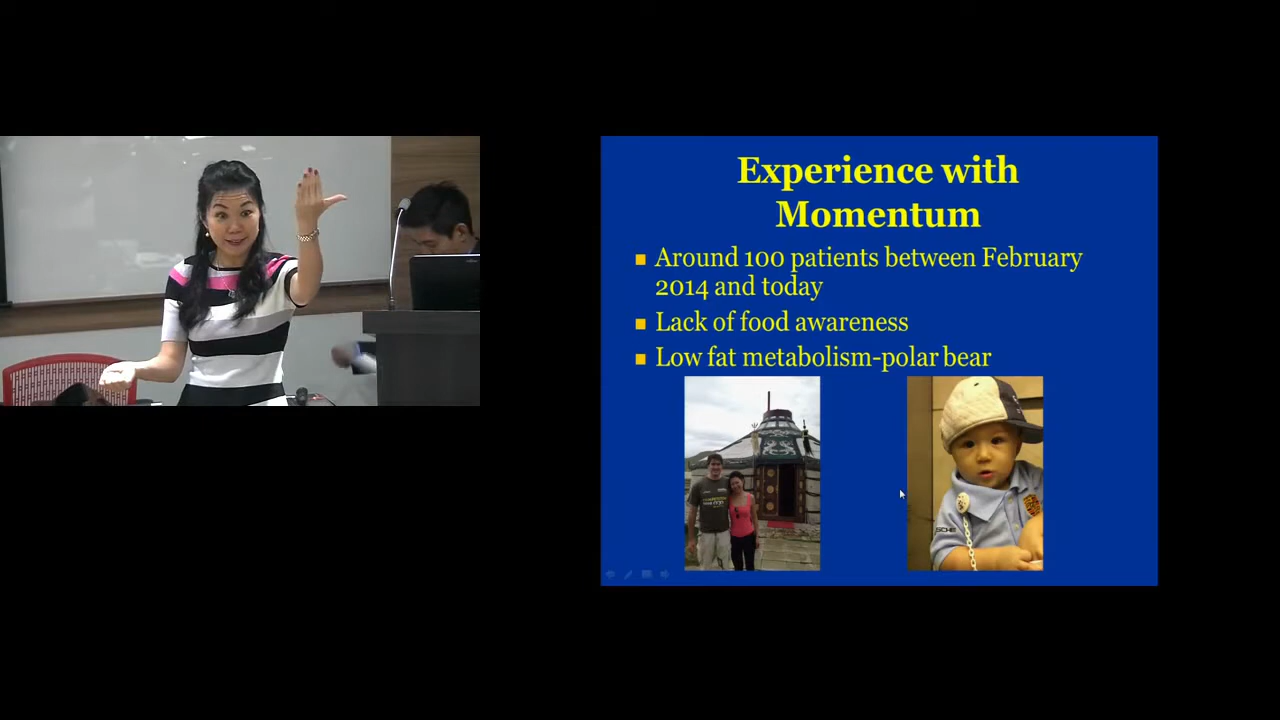 Experience with
Momentum
Around 100 patients between February
2014 and today
Lack of food awareness
Low fat metabolism-polar bear